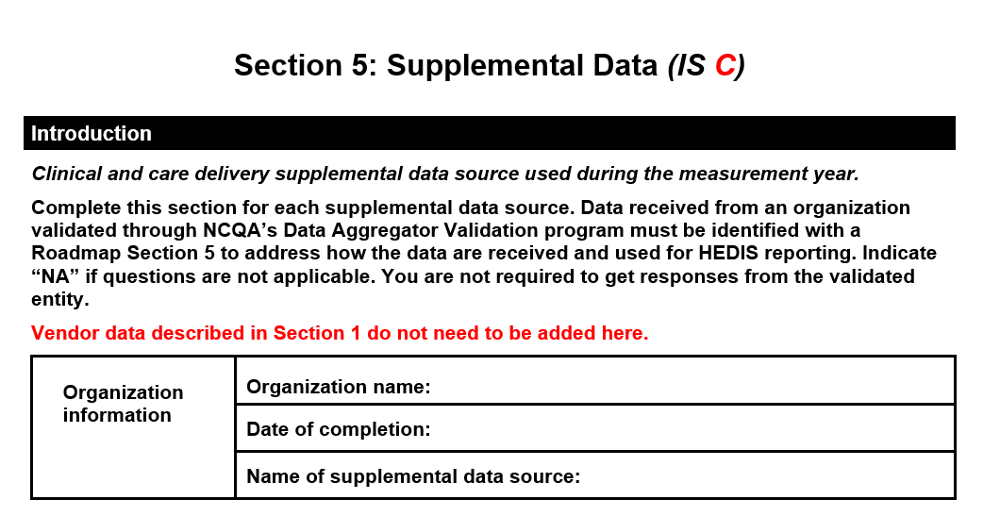 Section 5: Supplemental Data (IS C)
Introduction
Clinical and care delivery supplemental data source used during the measurement year.
Complete this section for each supplemental data source. Data received from an organization
validated through NCQA’s Data Aggregator Validation program must be identified with a
Roadmap Section 5 to address how the data are received and used for HEDIS reporting. Indicate
“NA” if questions are not applicable. You are not required to get responses from the validated
entity.
Vendor data described in Section 1 do not need to be added here.
Organization
information
Organization name:
Date of completion:
Name of supplemental data source: